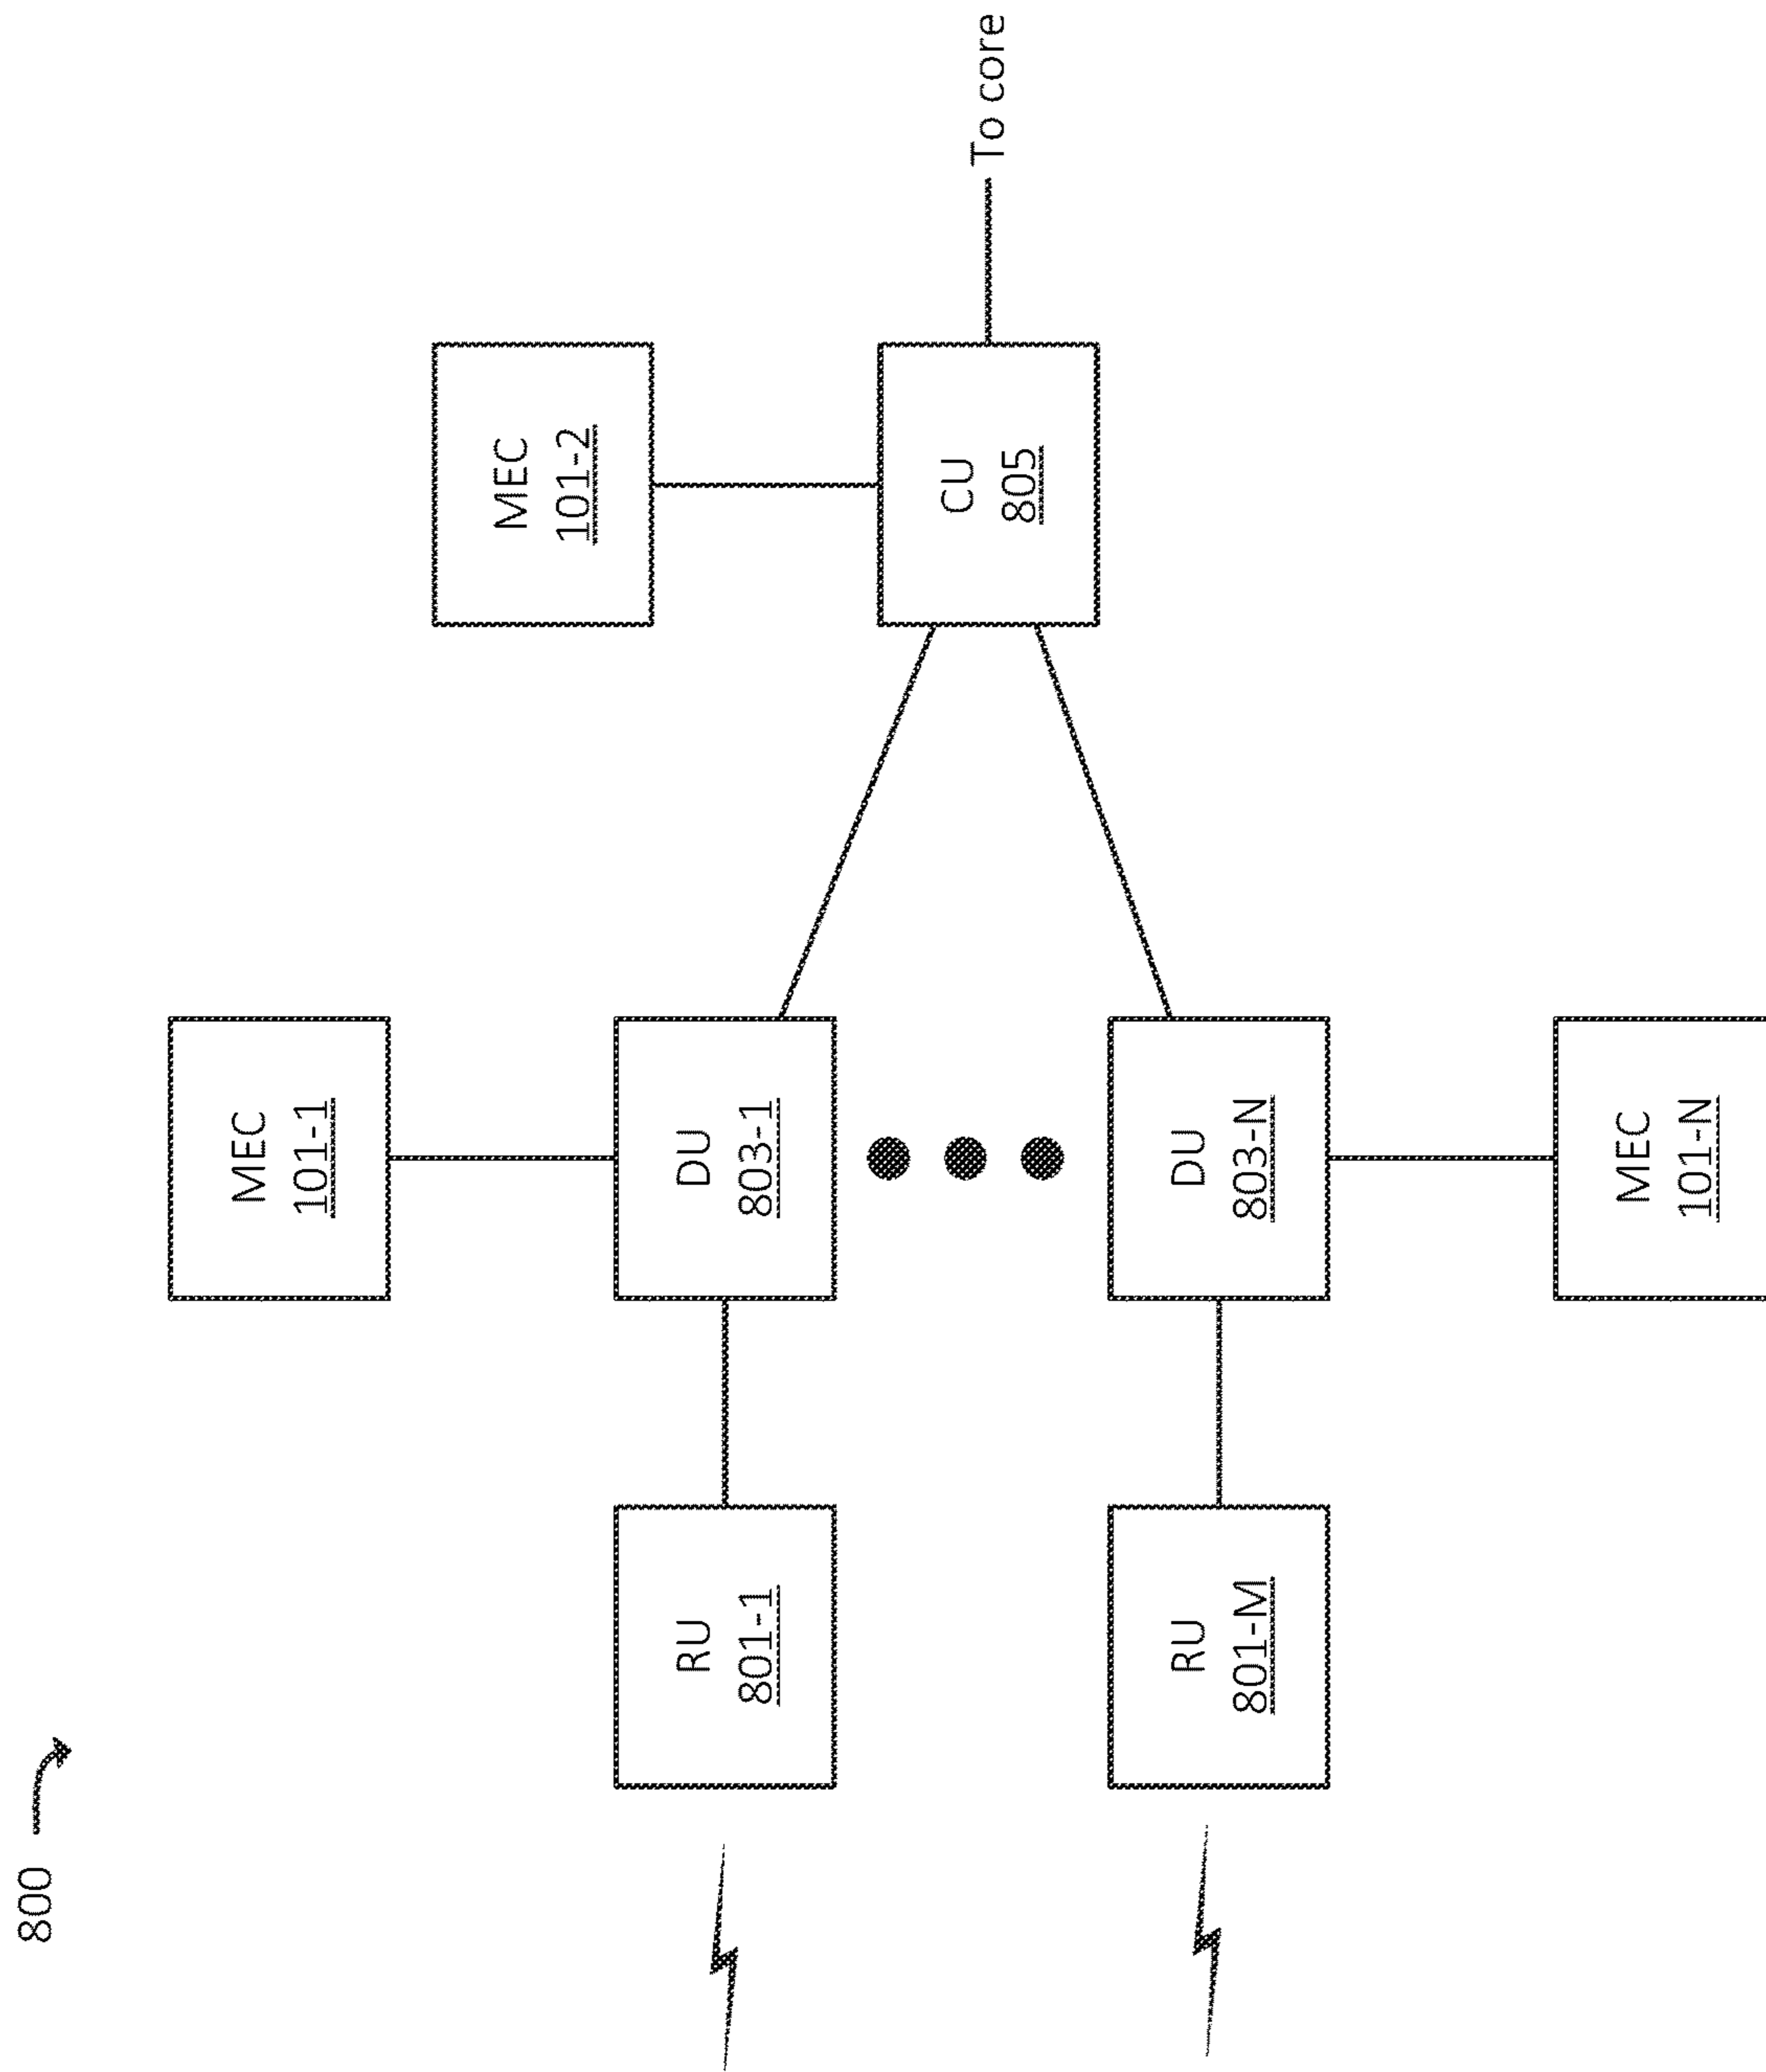 800
MEC
101-1
MEC
101-2
RU
801-1
DU
803-1
CU
805
To core
RU
801-M
DU
803-N
MEC
101-N